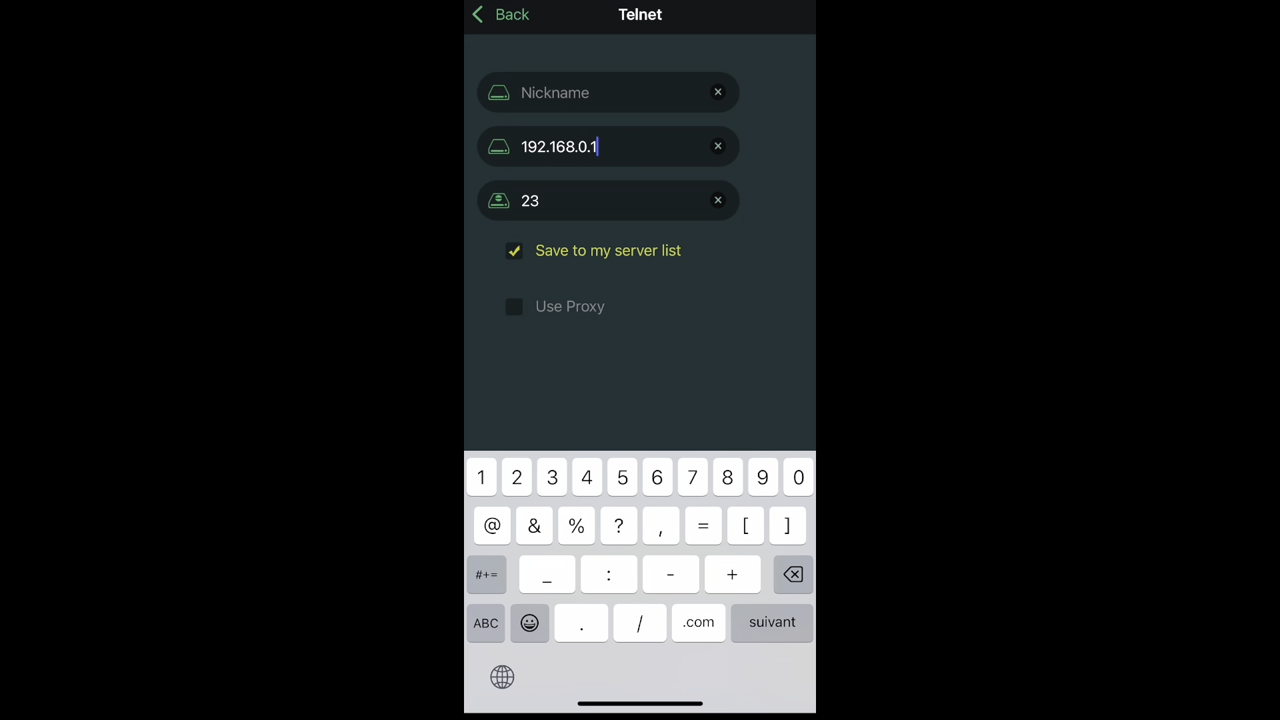 Back Telnet
Nickname
192.168.0.1
23
Save to my server list
Use Proxy
1 2 3 4 5 6 7 8 9 0
@ & % ? , = [ ]
#+= _ : - +
ABC . / .com suivant